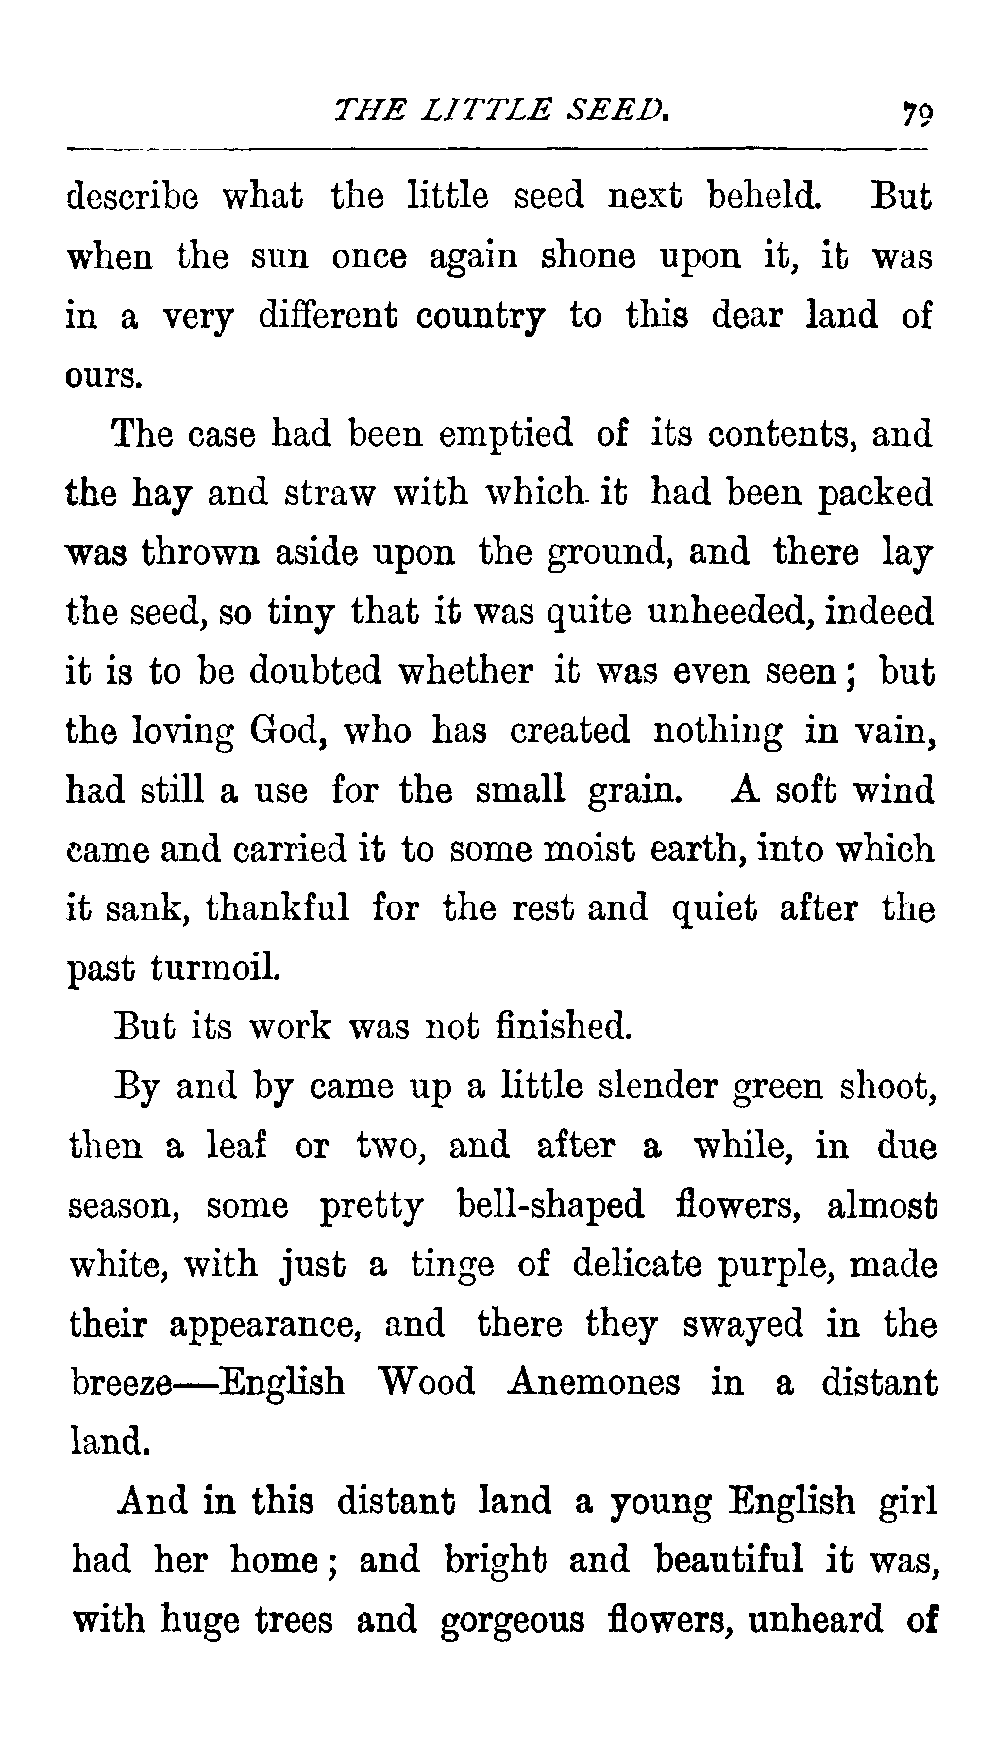 THE LITTLE SEED. 79
describe what the little seed next beheld. But
when the sun once again shone upon it, it was
in a very different country to this dear land of
ours.
The case had been emptied of its contents, and
the hay and straw with which it had been packed
was thrown aside upon the ground, and there lay
the seed, so tiny that it was quite unheeded, indeed
it is to be doubted whether it was even seen; but
the loving God, who has created nothing in vain,
had still a use for the small grain. A soft wind
came and carried it to some moist earth, into which
it sank, thankful for the rest and quiet after the
past turmoil.
But its work was not finished.
By and by came up a little slender green shoot,
then a leaf or two, and after a while, in due
season, some pretty bell-shaped flowers, almost
white, with just a tinge of delicate purple, made
their appearance, and there they swayed in the
breeze—English Wood Anemones in a distant
land.
And in this distant land a young English girl
had her home; and bright and beautiful it was,
with huge trees and gorgeous flowers, unheard of